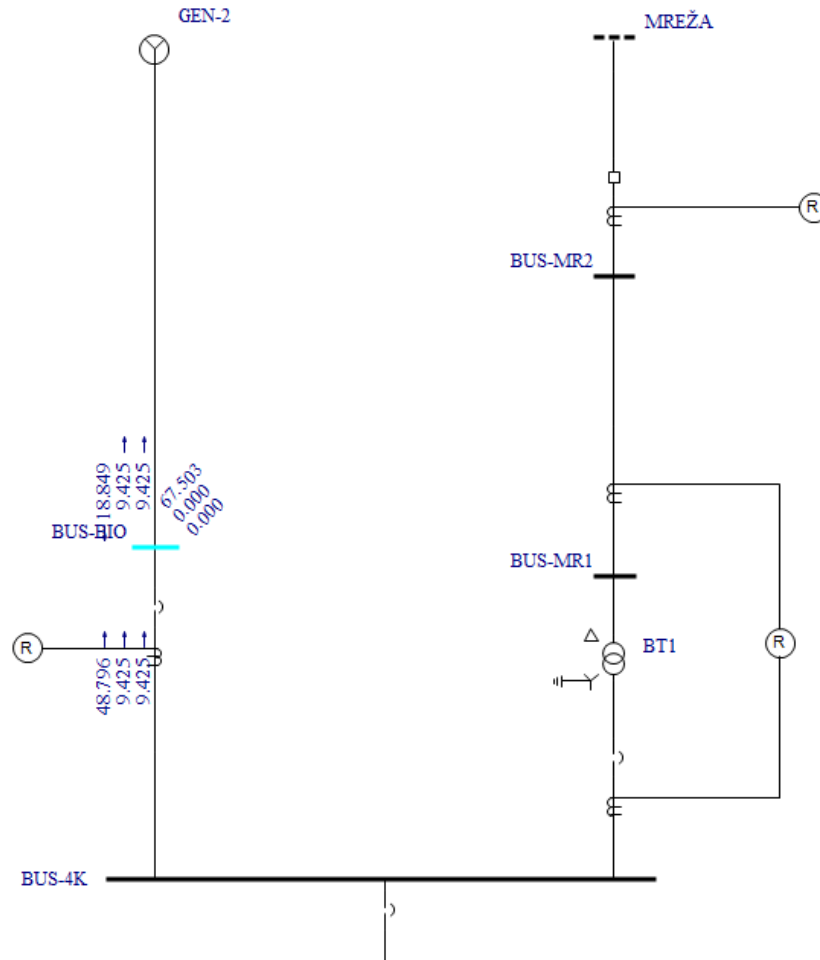 GEN-2
MREŽA
R
BUS-MR2
18.849
9.425
9.425
67.503
0.000
0.000
BUS-BIO
BUS-MR1
R
48.796
9.425
9.425
BT1
R
BUS-4K